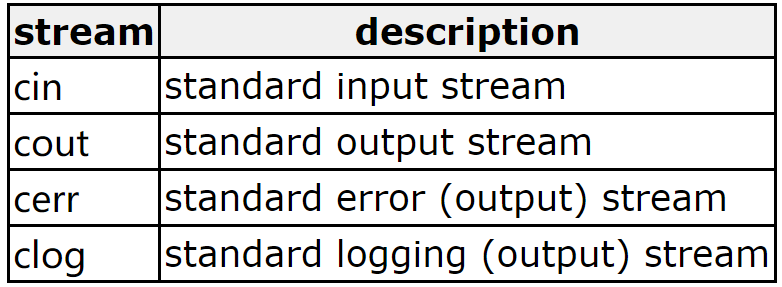 stream description
cin standard input stream
cout standard output stream
cerr standard error (output) stream
clog standard logging (output) stream